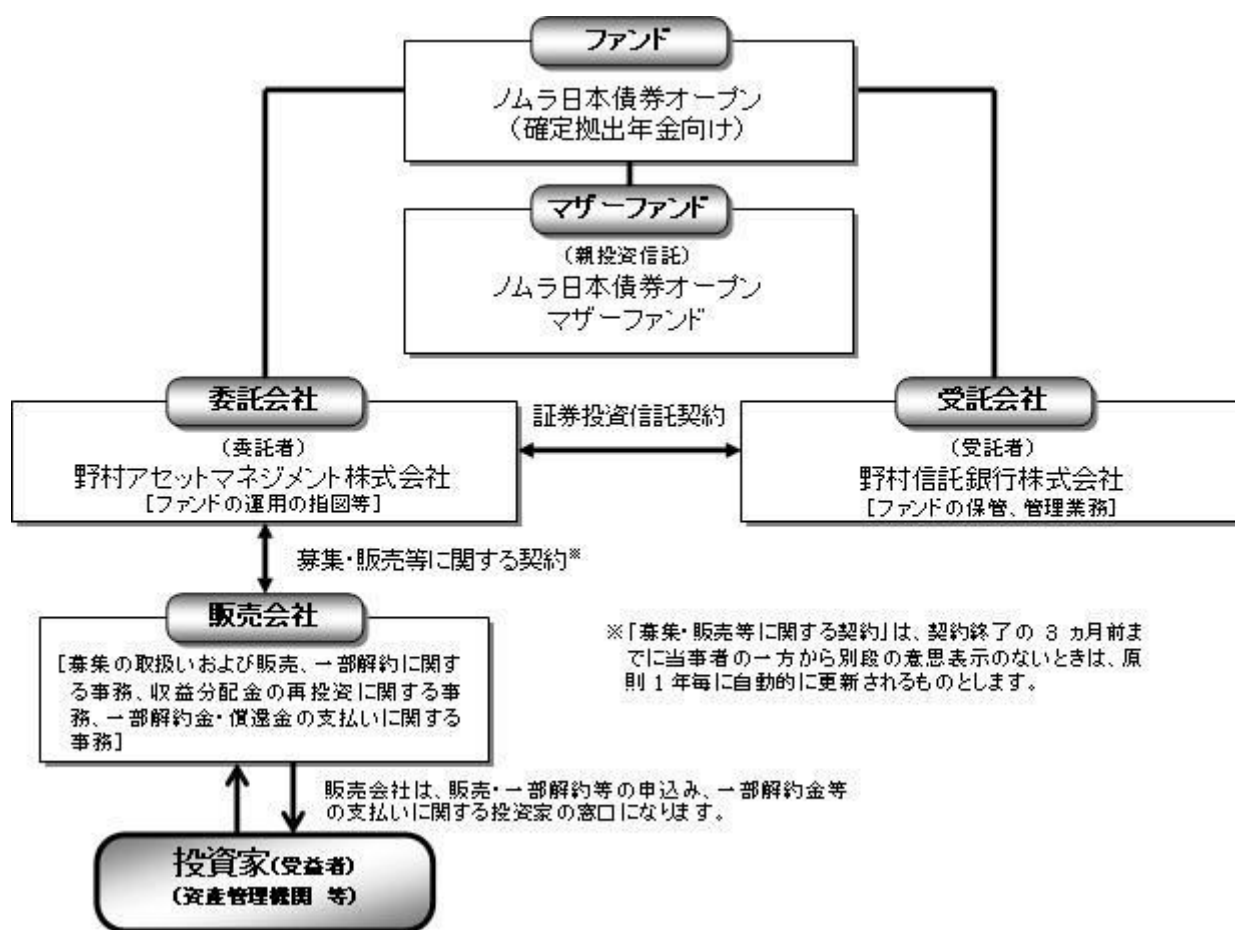 ファンド
ノムラ日本債券オープン
（確定拠出年金向け）
マザーファンド
（親投資信託）
ノムラ日本債券オープン
マザーファンド
委託会社
（委託者）
野村アセットマネジメント株式会社
［ファンドの運用の指図等］
証券投資信託契約
受託会社
（受託者）
野村信託銀行株式会社
［ファンドの保管、管理業務］
募集・販売等に関する契約※
販売会社
［募集の取扱いおよび販売、一部解約に関す
る事務、収益分配金の再投資に関する事
務、一部解約金・償還金の支払いに関する
事務］
※「募集・販売等に関する契約」は、契約終了の 3 ヵ月前ま
でに当事者の一方から別段の意思表示のないときは、原
則 1 年毎に自動的に更新されるものとします。
販売会社は、販売・一部解約等の申込み、一部解約金等
の支払いに関する投資家の窓口になります。
投資家（受益者）
（資産管理機関 等）